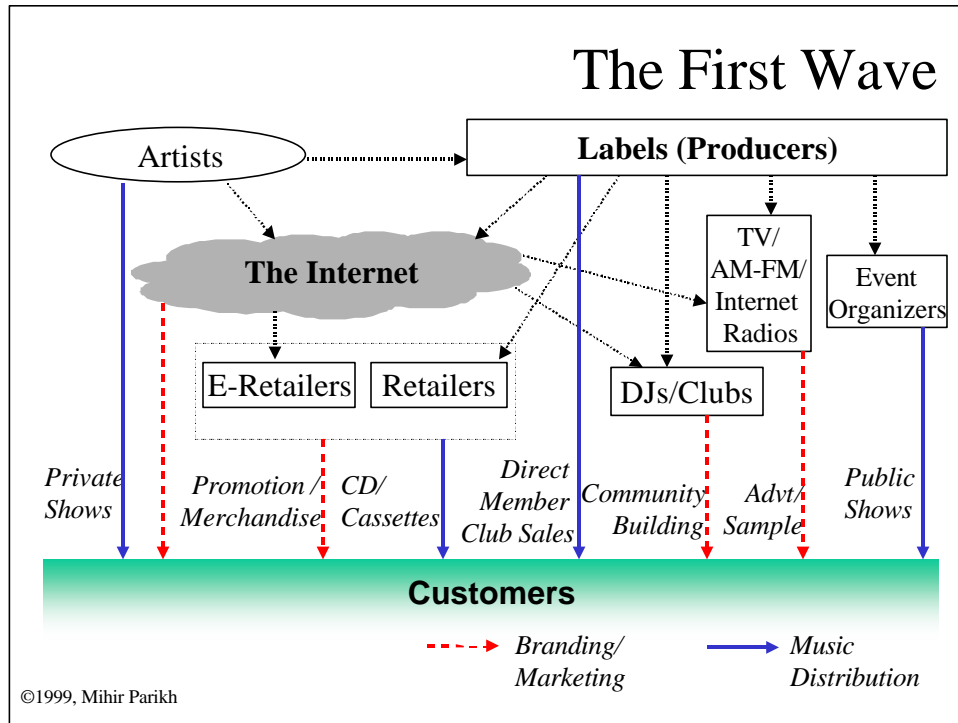 The First Wave
Artists
Labels (Producers)
The Internet
TV/
AM-FM/
Internet
Radios
Event
Organizers
E-Retailers
Retailers
DJs/Clubs
Private
Shows
Promotion /
Merchandise
CD/
Cassettes
Direct
Member
Club Sales
Community
Building
Advt/
Sample
Public
Shows
Customers
Branding/
Marketing
Music
Distribution
©1999, Mihir Parikh